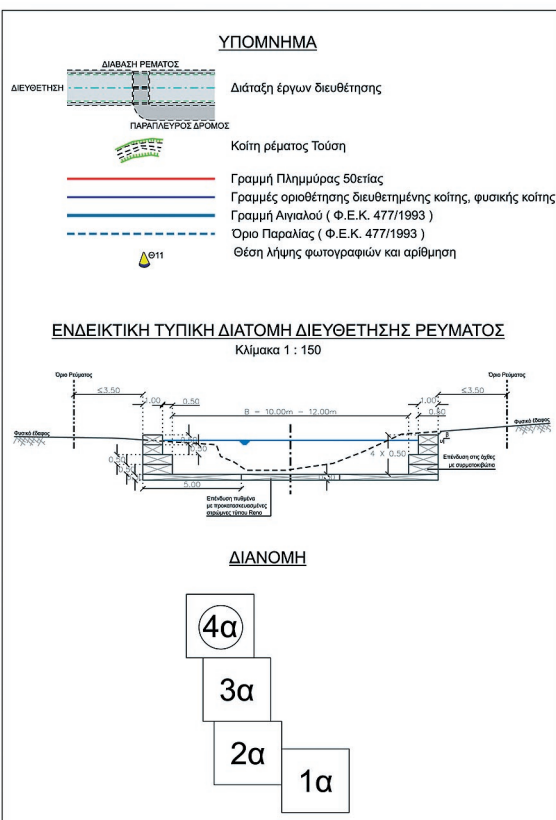 ΥΠΟΜΝΗΜΑ
ΔΙΑΒΑΣΗ ΡΕΜΑΤΟΣ
ΔΙΕΥΘΕΤΗΣΗ
Διάταξη έργων διευθέτησης
ΠΑΡΑΠΛΕΥΡΟΣ ΔΡΟΜΟΣ
Κοίτη ρέματος Τούση
Γραμμή Πλημμύρας 50ετίας
Γραμμές οριοθέτησης διευθετημένης κοίτης, φυσικής κοίτης
Γραμμή Αιγιαλού ( Φ.Ε.Κ. 477/1993 )
Όριο Παραλίας ( Φ.Ε.Κ. 477/1993 )
Θ11 Θέση λήψης φωτογραφιών και αρίθμηση
ΕΝΔΕΙΚΤΙΚΗ ΤΥΠΙΚΗ ΔΙΑΤΟΜΗ ΔΙΕΥΘΕΤΗΣΗΣ ΡΕΥΜΑΤΟΣ
Κλίμακα 1 : 150
Όριο Ρεύματος Όριο Ρεύματος
≤3.50 ≤3.50
1.00 0.50 1.00
B = 10.00m - 12.00m
Φυσικό έδαφος Φυσικό έδαφος
4 X 0.50
Επένδυση στις όχθες
με συρματοκιβώτια
5.00
Επένδυση πυθμένα
με προκατασκευασμένες
στρώμνες τύπου Reno
ΔΙΑΝΟΜΗ
4α
3α
2α
1α